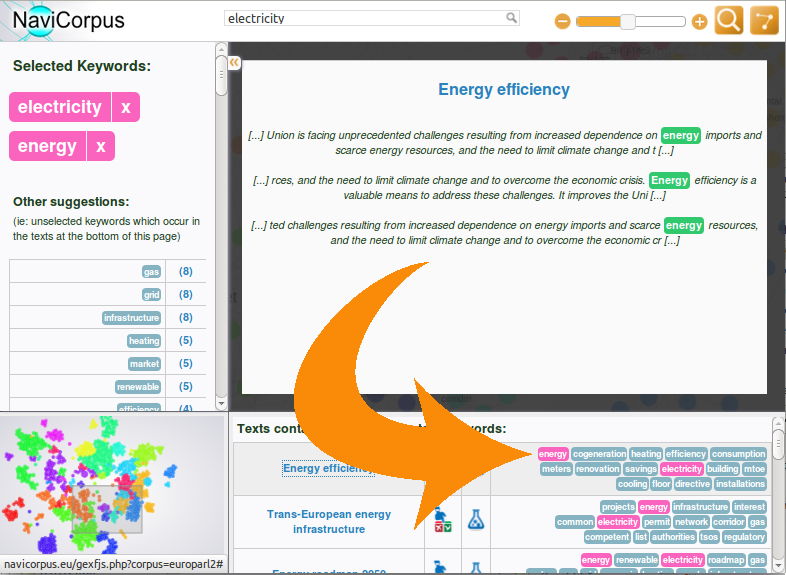 NaviCorpus
electricity
Selected Keywords:
electricity x
energy x
Other suggestions:
(ie: unselected keywords which occur in
the texts at the bottom of this page)
gas (8)
grid (8)
infrastructure (8)
heating (5)
market (5)
renewable (5)
efficiency (4)
Energy efficiency
[...] Union is facing unprecedented challenges resulting from increased dependence on energy imports and
scarce energy resources, and the need to limit climate change and t [...]
[...] rces, and the need to limit climate change and to overcome the economic crisis. Energy efficiency is a
valuable means to address these challenges. It improves the Uni [...]
[...] ted challenges resulting from increased dependence on energy imports and scarce energy resources,
and the need to limit climate change and to overcome the economic cr [...]
Texts cont
words:
Energy efficiency
energy cogeneration heating efficiency consumption
meters renovation savings electricity building mtoe
cooling floor directive installations
Trans-European energy
infrastructure
projects energy infrastructure interest
common electricity permit network corridor gas
competent list authorities tsos regulatory
Energy roadmap 2050
energy renewable electricity roadmap gas
navicorpus.eu/gexfjs.php?corpus=europarl2#